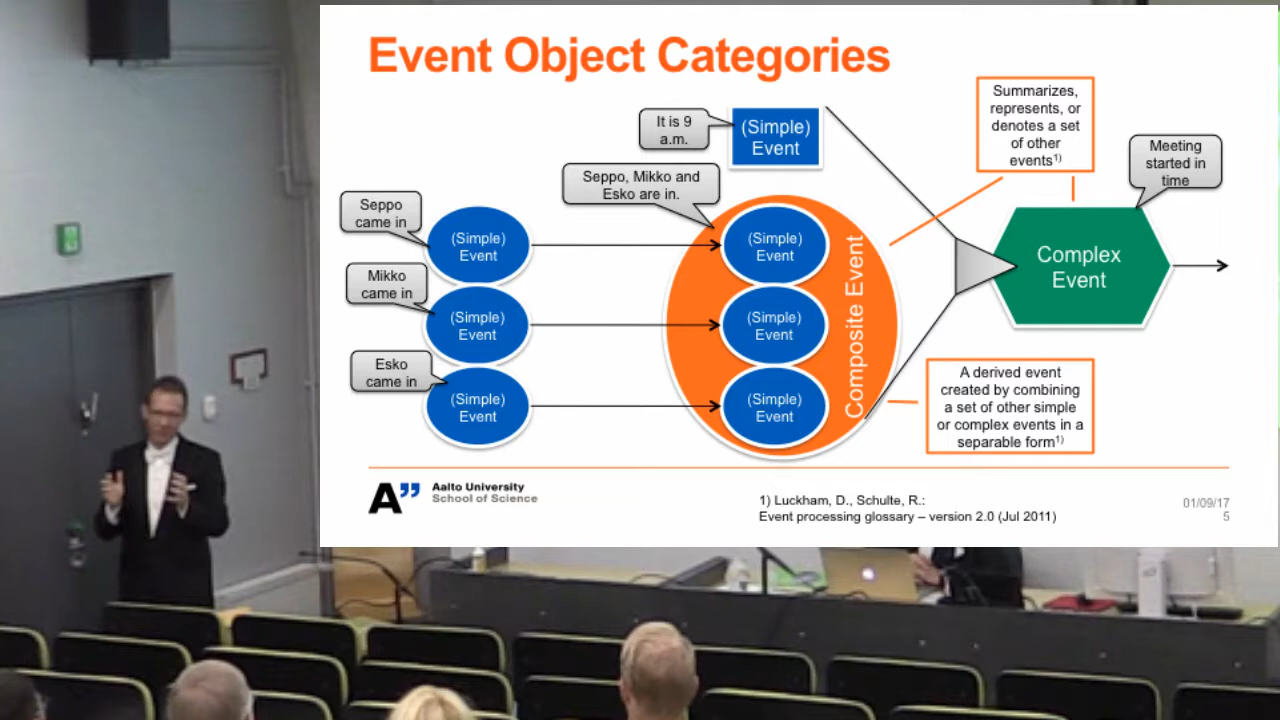 Event Object Categories
It is 9
a.m.
(Simple)
Event
Summarizes,
represents, or
denotes a set
of other
events1)
Meeting
started in
time
Seppo, Mikko and
Esko are in.
Seppo
came in
(Simple)
Event
(Simple)
Event
Mikko
came in
(Simple)
Event
(Simple)
Event
Esko
came in
(Simple)
Event
(Simple)
Event
Composite Event
Complex
Event
A derived event
created by combining
a set of other simple
or complex events in a
separable form1)
A”
Aalto University
School of Science
1) Luckham, D., Schulte, R.:
Event processing glossary – version 2.0 (Jul 2011)
01/09/17
5